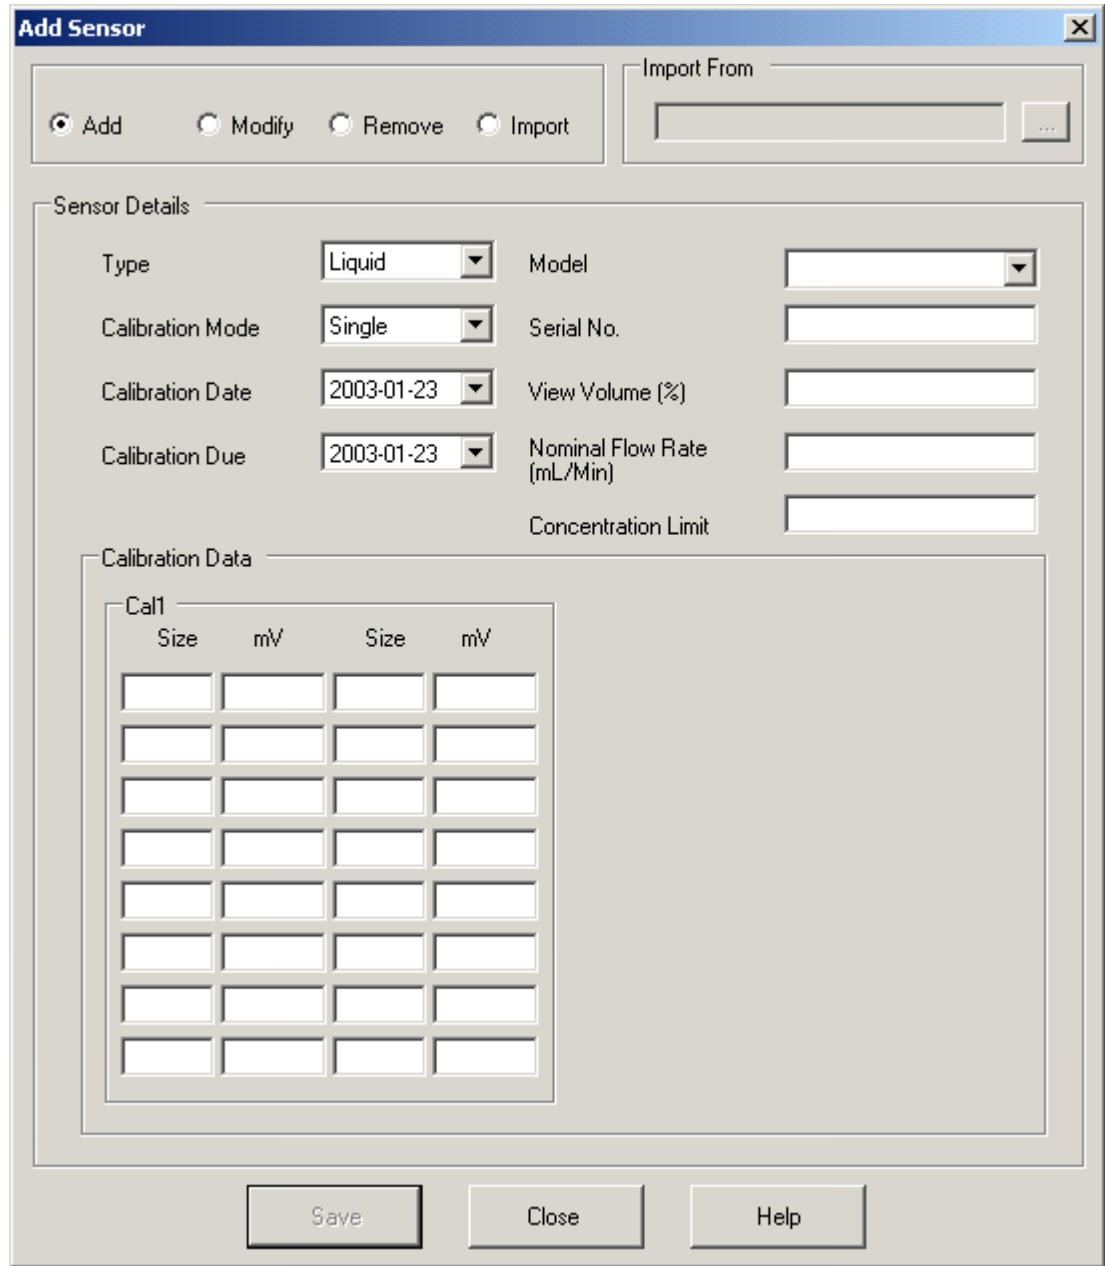 Add Sensor
Import From
Add Modify Remove Import
...
Sensor Details
Type Liquid Model
Calibration Mode Single Serial No.
Calibration Date 2003-01-23 View Volume (%)
Calibration Due 2003-01-23 Nominal Flow Rate
(mL/Min)
Concentration Limit
Calibration Data
Cal1
Size mV Size mV
Save Close Help